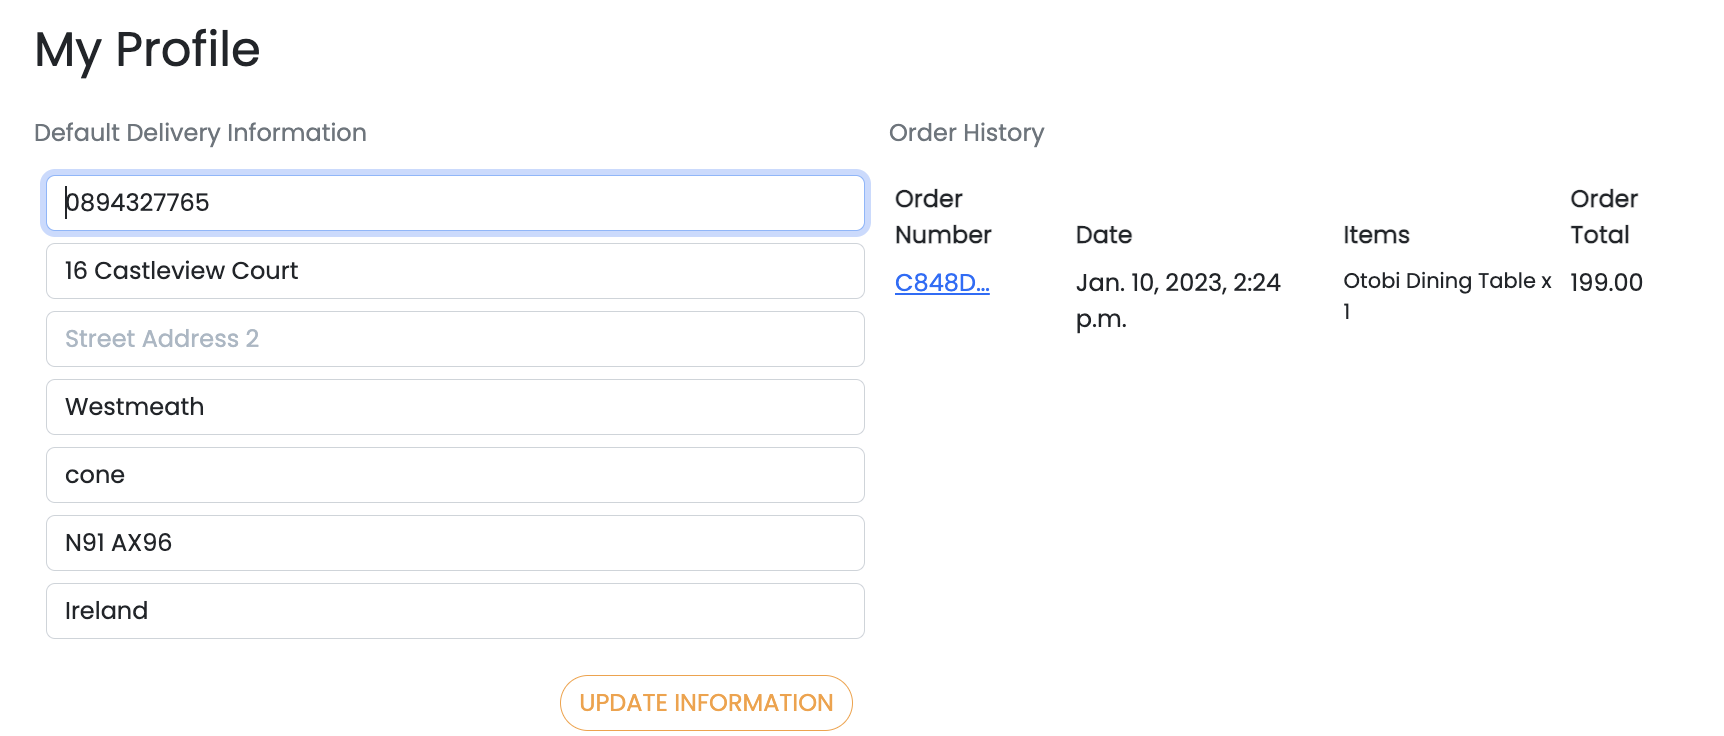 My Profile
Default Delivery Information
0894327765
16 Castleview Court
Street Address 2
Westmeath
cone
N91 AX96
Ireland
UPDATE INFORMATION
Order History
Order
Number
Date
Items
Order
Total
C848D...
Jan. 10, 2023, 2:24
p.m.
Otobi Dining Table x
1
199.00